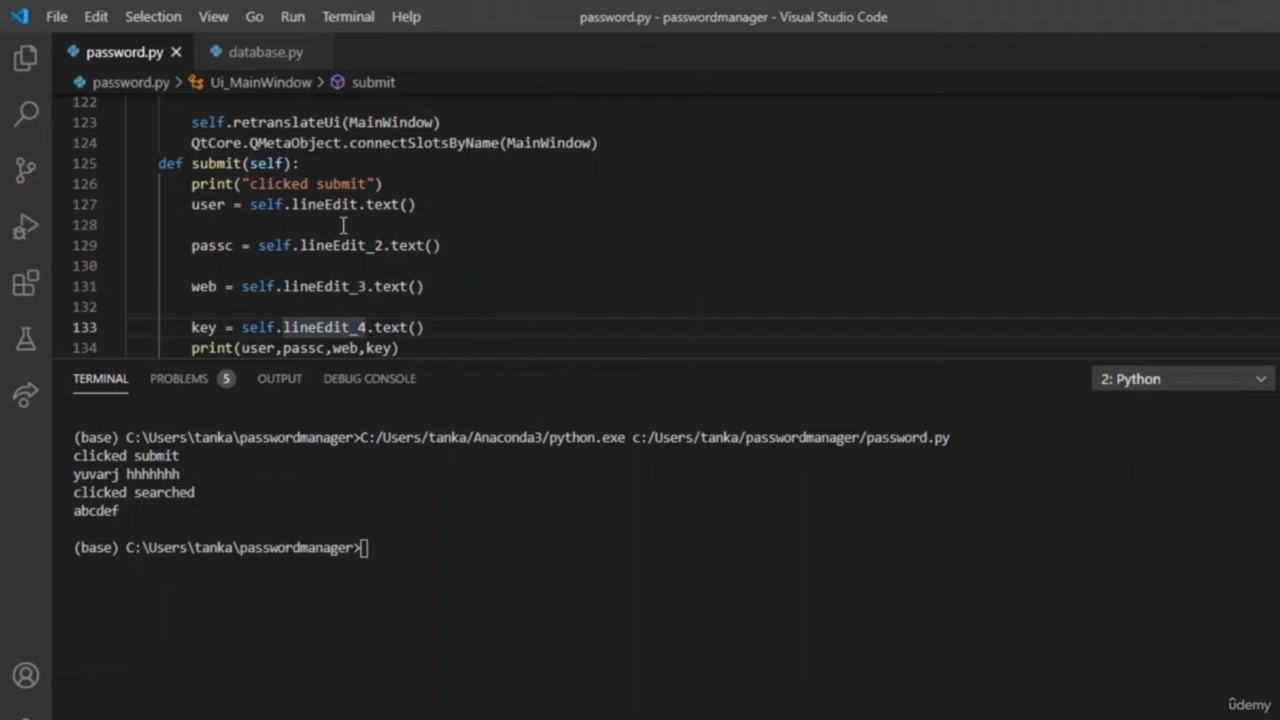 File Edit Selection View Go Run Terminal Help password.py - passwordmanager - Visual Studio Code
password.py database.py
password.py > Ui_MainWindow > submit
122
123 self.retranslateUi(MainWindow)
124 QtCore.QMetaObject.connectSlotsByName(MainWindow)
125 def submit(self):
126 print("clicked submit")
127 user = self.lineEdit.text()
128
129 passc = self.lineEdit_2.text()
130
131 web = self.lineEdit_3.text()
132
133 key = self.lineEdit_4.text()
134 print(user,passc,web,key)
TERMINAL PROBLEMS 5 OUTPUT DEBUG CONSOLE 2: Python
(base) C:\Users\tanka\passwordmanager>C:/Users/tanka/Anaconda3/python.exe c:/Users/tanka/passwordmanager/password.py
clicked submit
yuvarj hhhhhhh
clicked searched
abcdef
(base) C:\Users\tanka\passwordmanager>
ûdemy